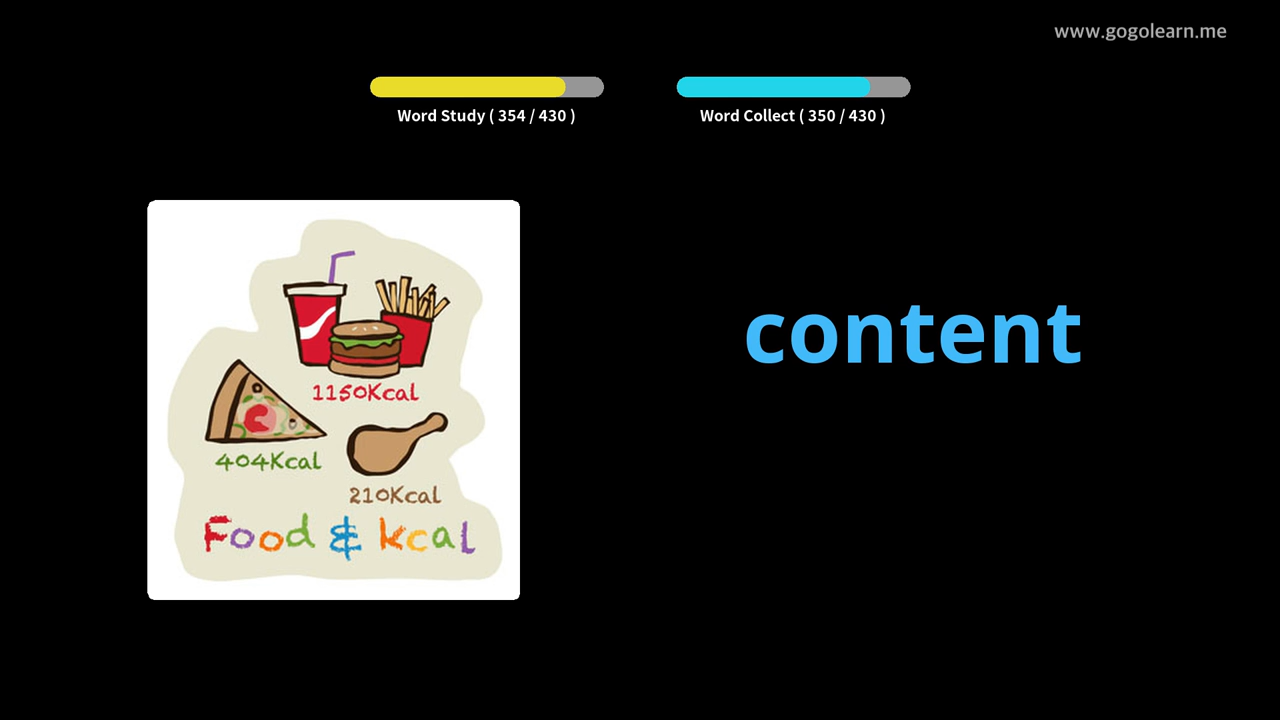 www.gogolearn.me
Word Study ( 354 / 430 )
Word Collect ( 350 / 430 )
content
1150Kcal
404Kcal
210Kcal
Food & kcal